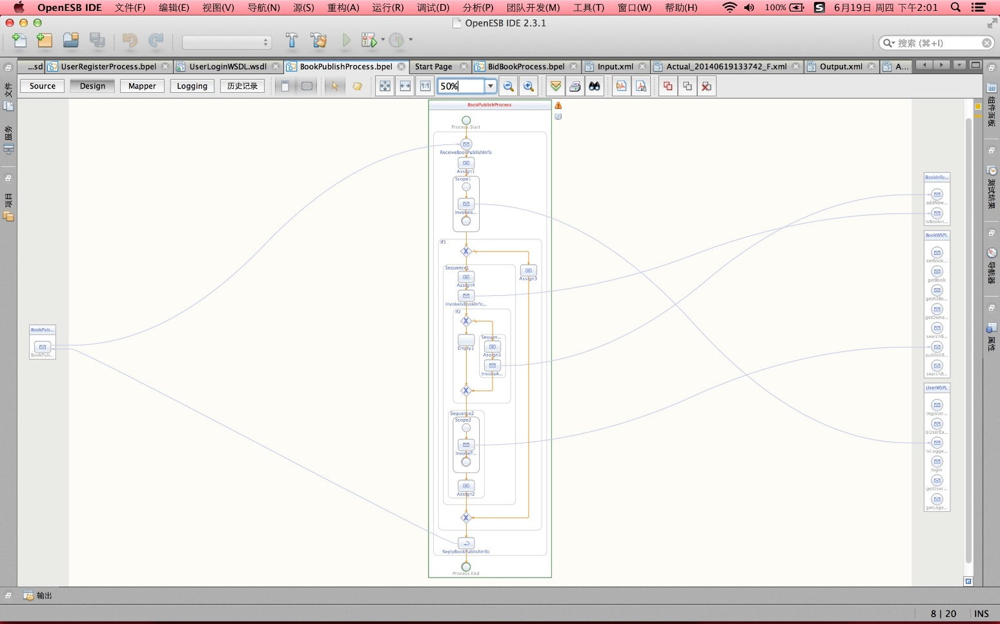 OpenESB IDE 文件(F) 编辑(E) 视图(V) 导航(N) 源(S) 重构(A) 运行(R) 调试(D) 分析(P) 团队开发(M) 工具(T) 窗口(W) 帮助(H) 100% 6月19日 周四 下午2:01
OpenESB IDE 2.3.1
搜索 (⌘+I)
...sd UserRegisterProcess.bpel UserLoginWSDL.wsdl BookPublishProcess.bpel Start Page BidBookProcess.bpel Input.xml Actual_20140619133742_F.xml Output.xml A...
Source Design Mapper Logging 历史记录 1:1 50%
文件
服务
项目
BookPublishProcess
Process Start
ReceiveBookPublishInfo
Assign1
Scope1
InvokeIs...
If1
Sequence1
Assign3
Assign4
InvokeIsBookInfo...
If2
Sequen...
Empty1
Assign5
InvokeA...
Sequence2
Scope2
InvokeP...
Assign2
ReplyBookPublishInfo
Process End
BookPub...
BookPub...
BookInfo...
addNew...
isBookIn...
BookWSPL
setBook...
getBook
getAllBo...
getOwne...
searchB...
publishB...
searchB...
UserWSPL
register...
isUserEx...
isLogge...
login
getUser...
getLoge...
组件面板
测试结果
导航器
属性
输出
8 | 20 INS